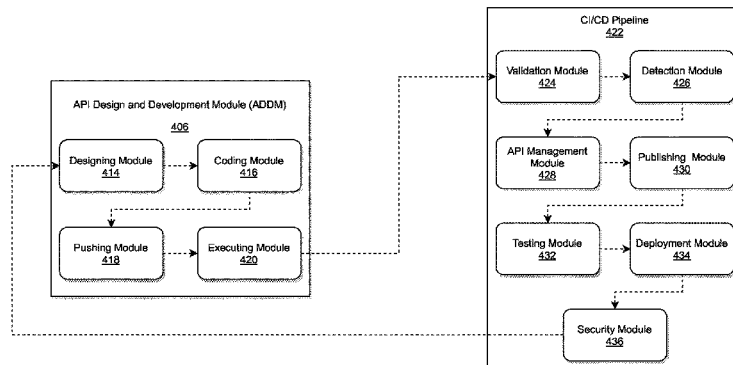 API Design and Development Module (ADDM)
406
Designing Module
414
Coding Module
416
Pushing Module
418
Executing Module
420
CI/CD Pipeline
422
Validation Module
424
Detection Module
426
API Management
Module
428
Publishing Module
430
Testing Module
432
Deployment Module
434
Security Module
436